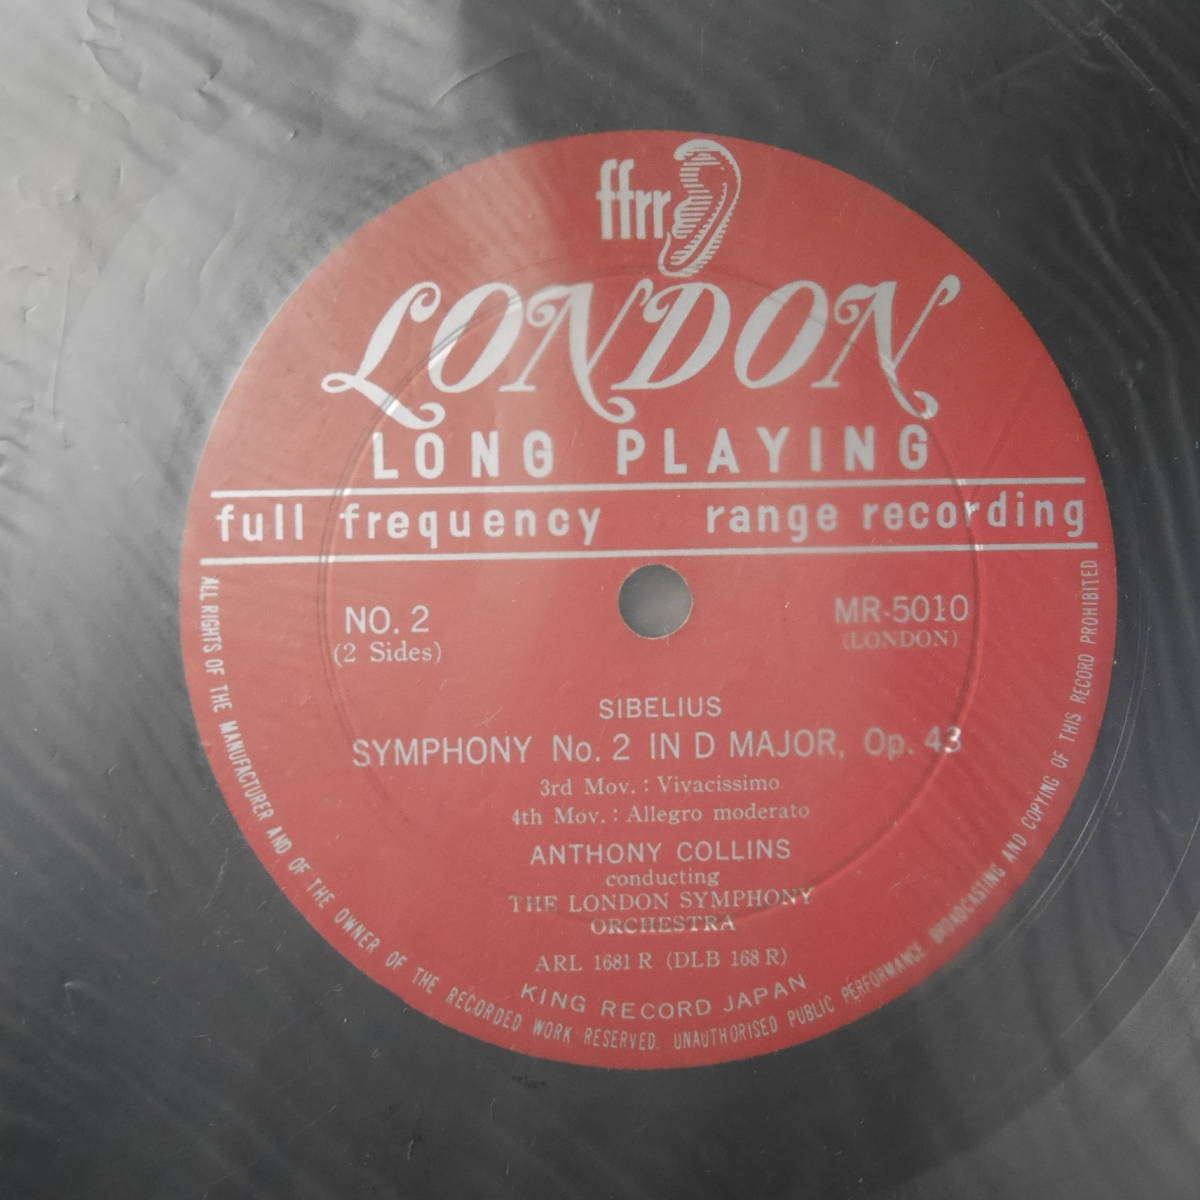 ffrr
LONDON
LONG PLAYING
full frequency range recording
NO. 2
(2 Sides)
MR-5010
(LONDON)
SIBELIUS
SYMPHONY No. 2 IN D MAJOR, Op. 43
3rd Mov. : Vivacissimo
4th Mov. : Allegro moderato
ANTHONY COLLINS
conducting
THE LONDON SYMPHONY
ORCHESTRA
ARL 1681 R (DLB 168 R)
KING RECORD JAPAN
ALL RIGHTS OF THE MANUFACTURER AND OF THE OWNER OF THE RECORDED WORK RESERVED. UNAUTHORISED PUBLIC PERFORMANCE BROADCASTING AND COPYING OF THIS RECORD PROHIBITED